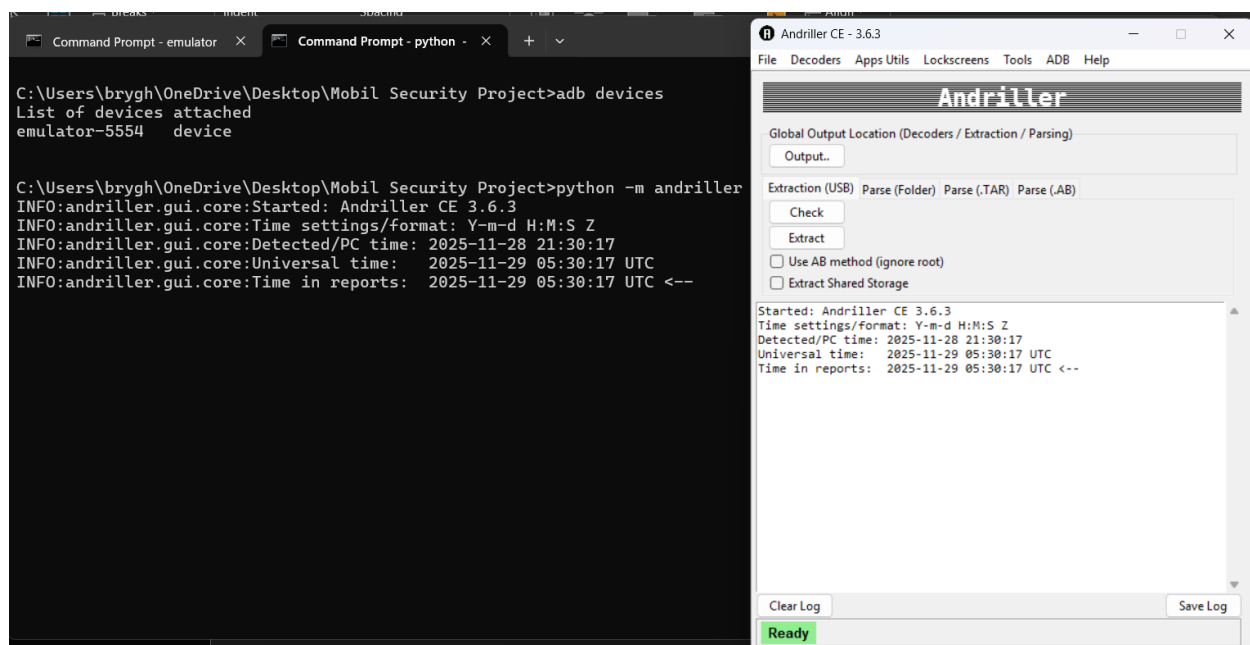 Breaks
Indent
Spacing
Align
Command Prompt - emulator
Command Prompt - python -
C:\Users\brygh\OneDrive\Desktop\Mobil Security Project>adb devices
List of devices attached
emulator-5554   device
C:\Users\brygh\OneDrive\Desktop\Mobil Security Project>python -m andriller
INFO:andriller.gui.core:Started: Andriller CE 3.6.3
INFO:andriller.gui.core:Time settings/format: Y-m-d H:M:S Z
INFO:andriller.gui.core:Detected/PC time: 2025-11-28 21:30:17
INFO:andriller.gui.core:Universal time:   2025-11-29 05:30:17 UTC
INFO:andriller.gui.core:Time in reports:  2025-11-29 05:30:17 UTC <--
Andriller CE - 3.6.3
File Decoders Apps Utils Lockscreens Tools ADB Help
Andriller
Global Output Location (Decoders / Extraction / Parsing)
Output..
Extraction (USB) Parse (Folder) Parse (.TAR) Parse (.AB)
Check
Extract
Use AB method (ignore root)
Extract Shared Storage
Started: Andriller CE 3.6.3
Time settings/format: Y-m-d H:M:S Z
Detected/PC time: 2025-11-28 21:30:17
Universal time:   2025-11-29 05:30:17 UTC
Time in reports:  2025-11-29 05:30:17 UTC <--
Clear Log
Save Log
Ready